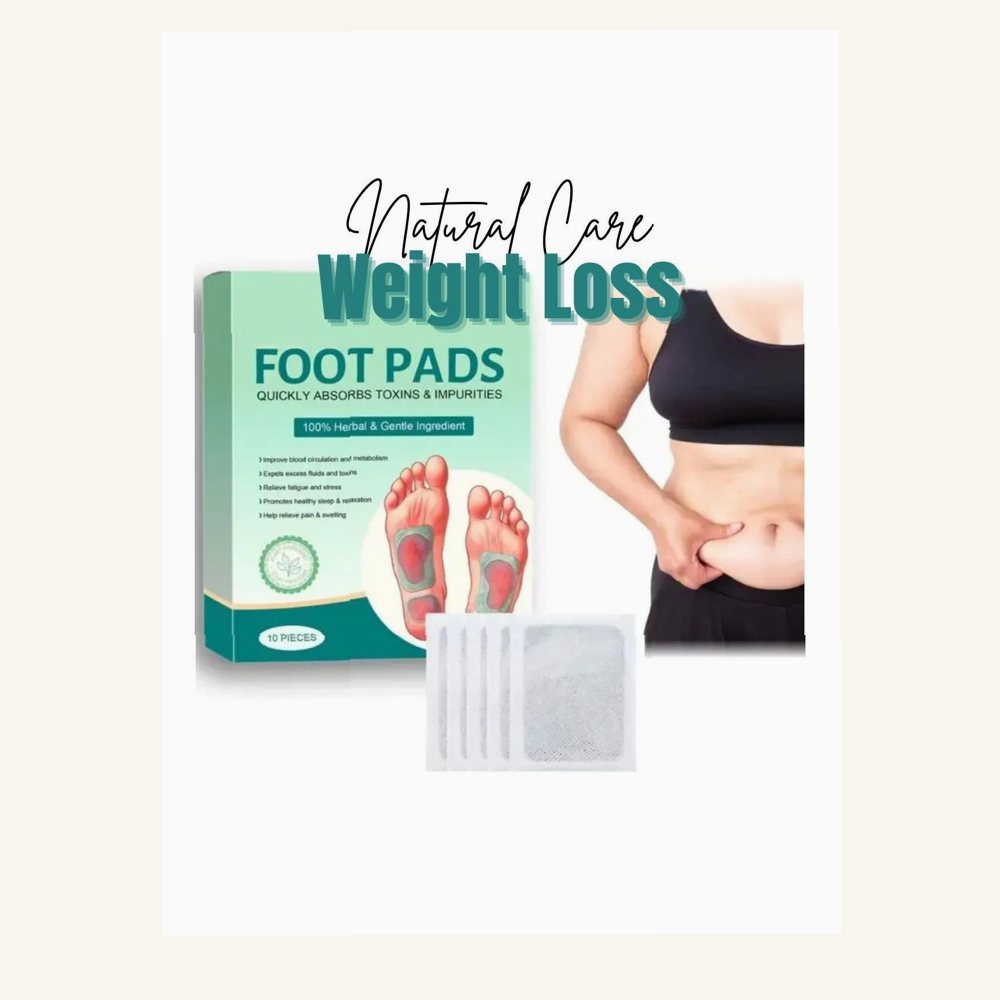 Natural Care
Weight Loss
FOOT PADS
QUICKLY ABSORBS TOXINS & IMPURITIES
100% Herbal & Gentle Ingredient
Improve blood circulation and metabolism
Expels excess fluids and toxins
Relieve fatigue and stress
Promotes healthy sleep & relaxation
Help relieve pain & swelling
10 PIECES